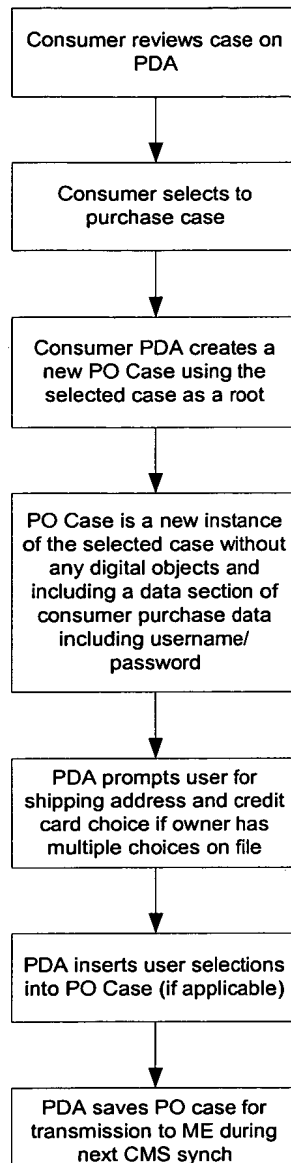 Consumer reviews case on
PDA
Consumer selects to
purchase case
Consumer PDA creates a
new PO Case using the
selected case as a root
PO Case is a new instance
of the selected case without
any digital objects and
including a data section of
consumer purchase data
including username/
password
PDA prompts user for
shipping address and credit
card choice if owner has
multiple choices on file
PDA inserts user selections
into PO Case (if applicable)
PDA saves PO case for
transmission to ME during
next CMS synch